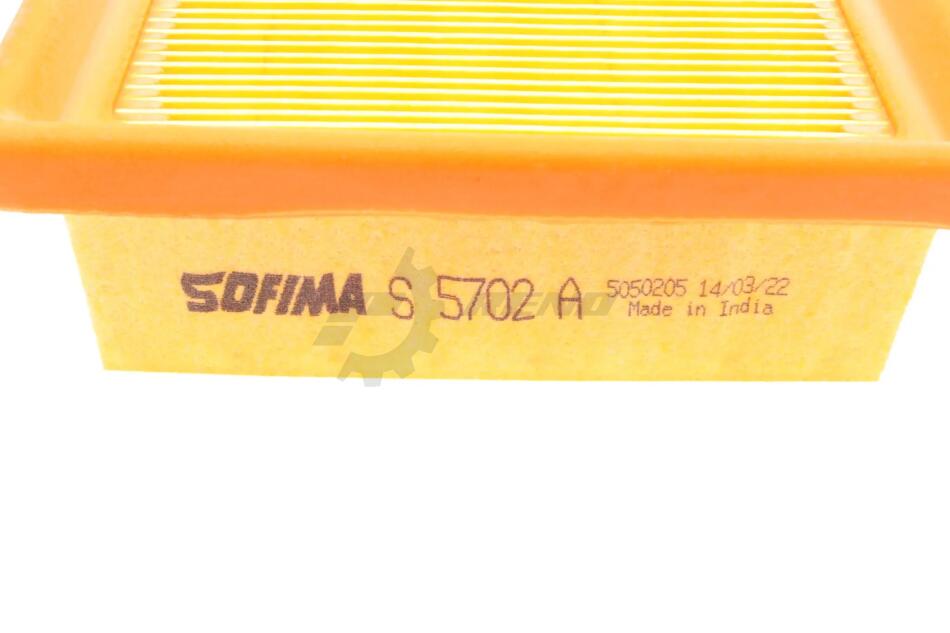 SOFIMA S 5702 A 5050205 14/03/22
Made in India